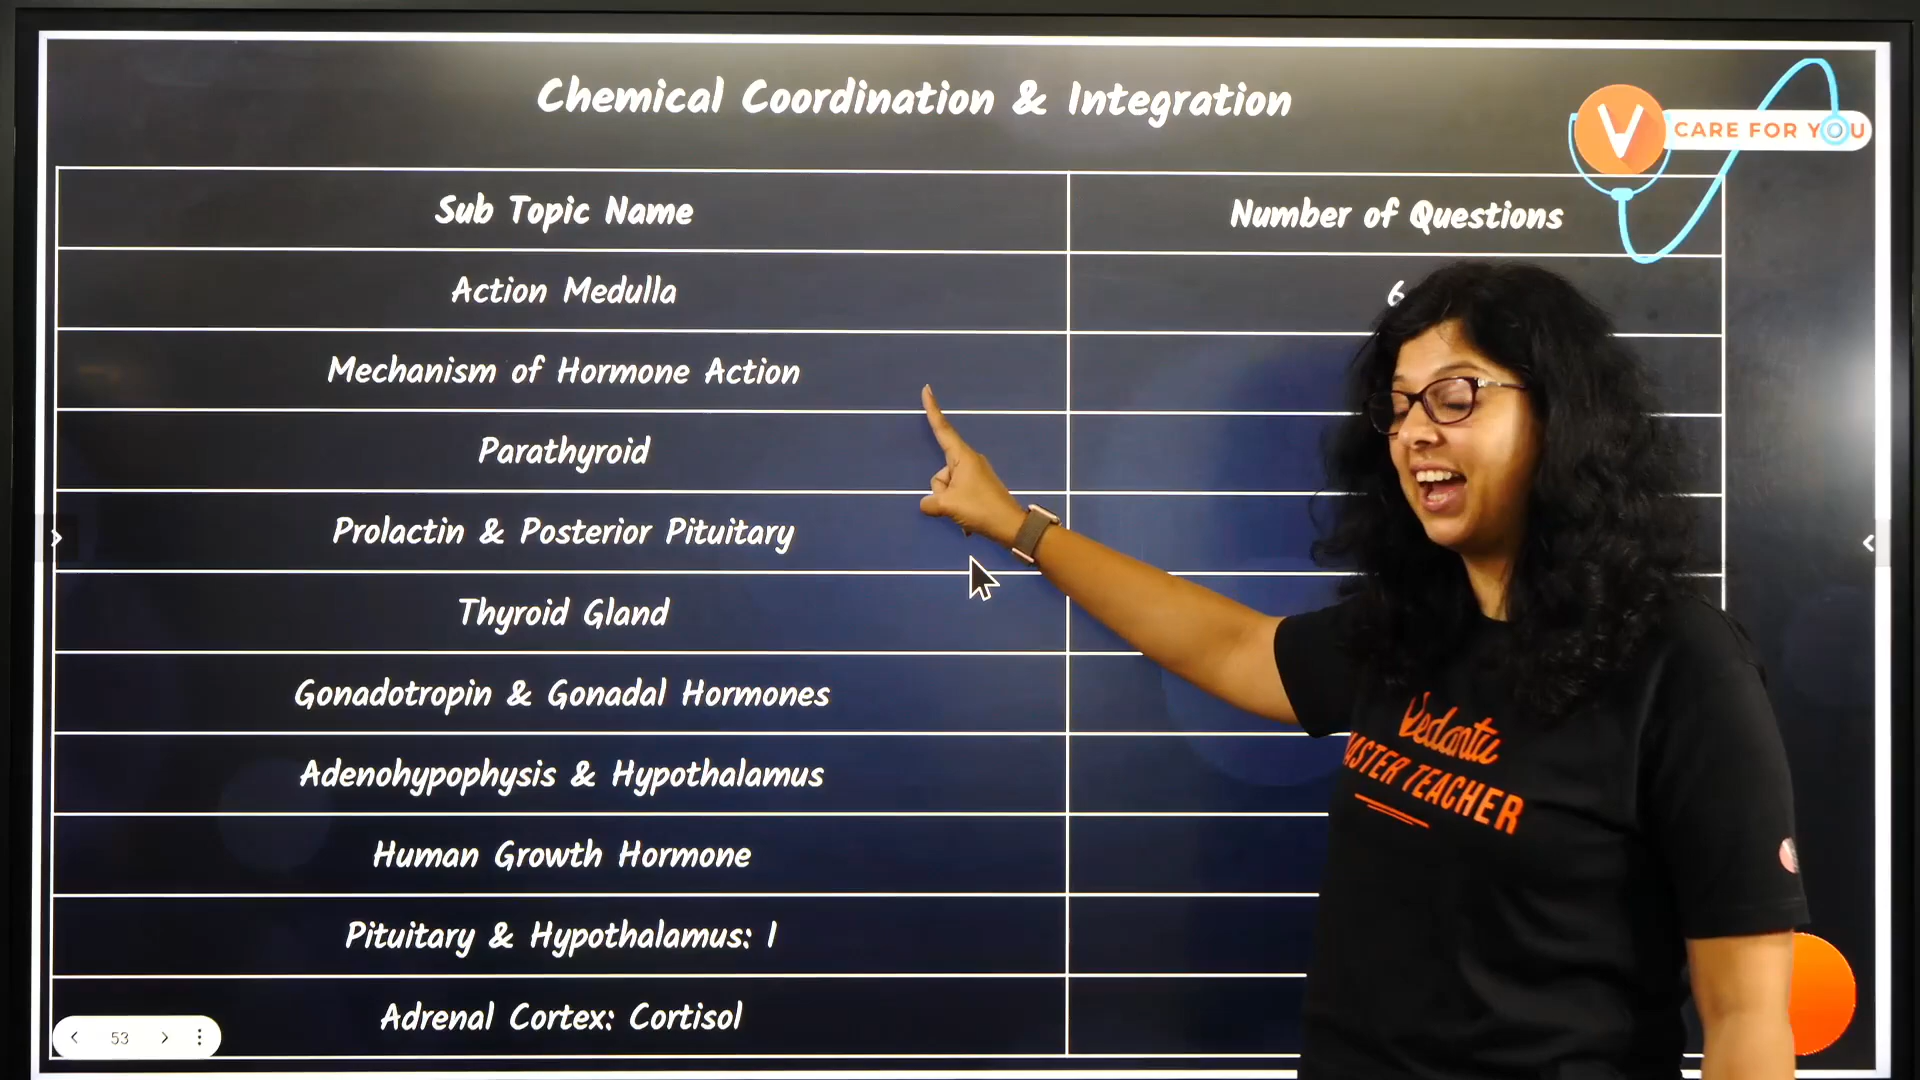 Chemical Coordination & Integration
CARE FOR YOU
Sub Topic Name
Number of Questions
Action Medulla
6
Mechanism of Hormone Action
Parathyroid
Prolactin & Posterior Pituitary
Thyroid Gland
Gonadotropin & Gonadal Hormones
Adenohypophysis & Hypothalamus
Human Growth Hormone
Pituitary & Hypothalamus: 1
Adrenal Cortex: Cortisol
53
Vedantu
MASTER TEACHER